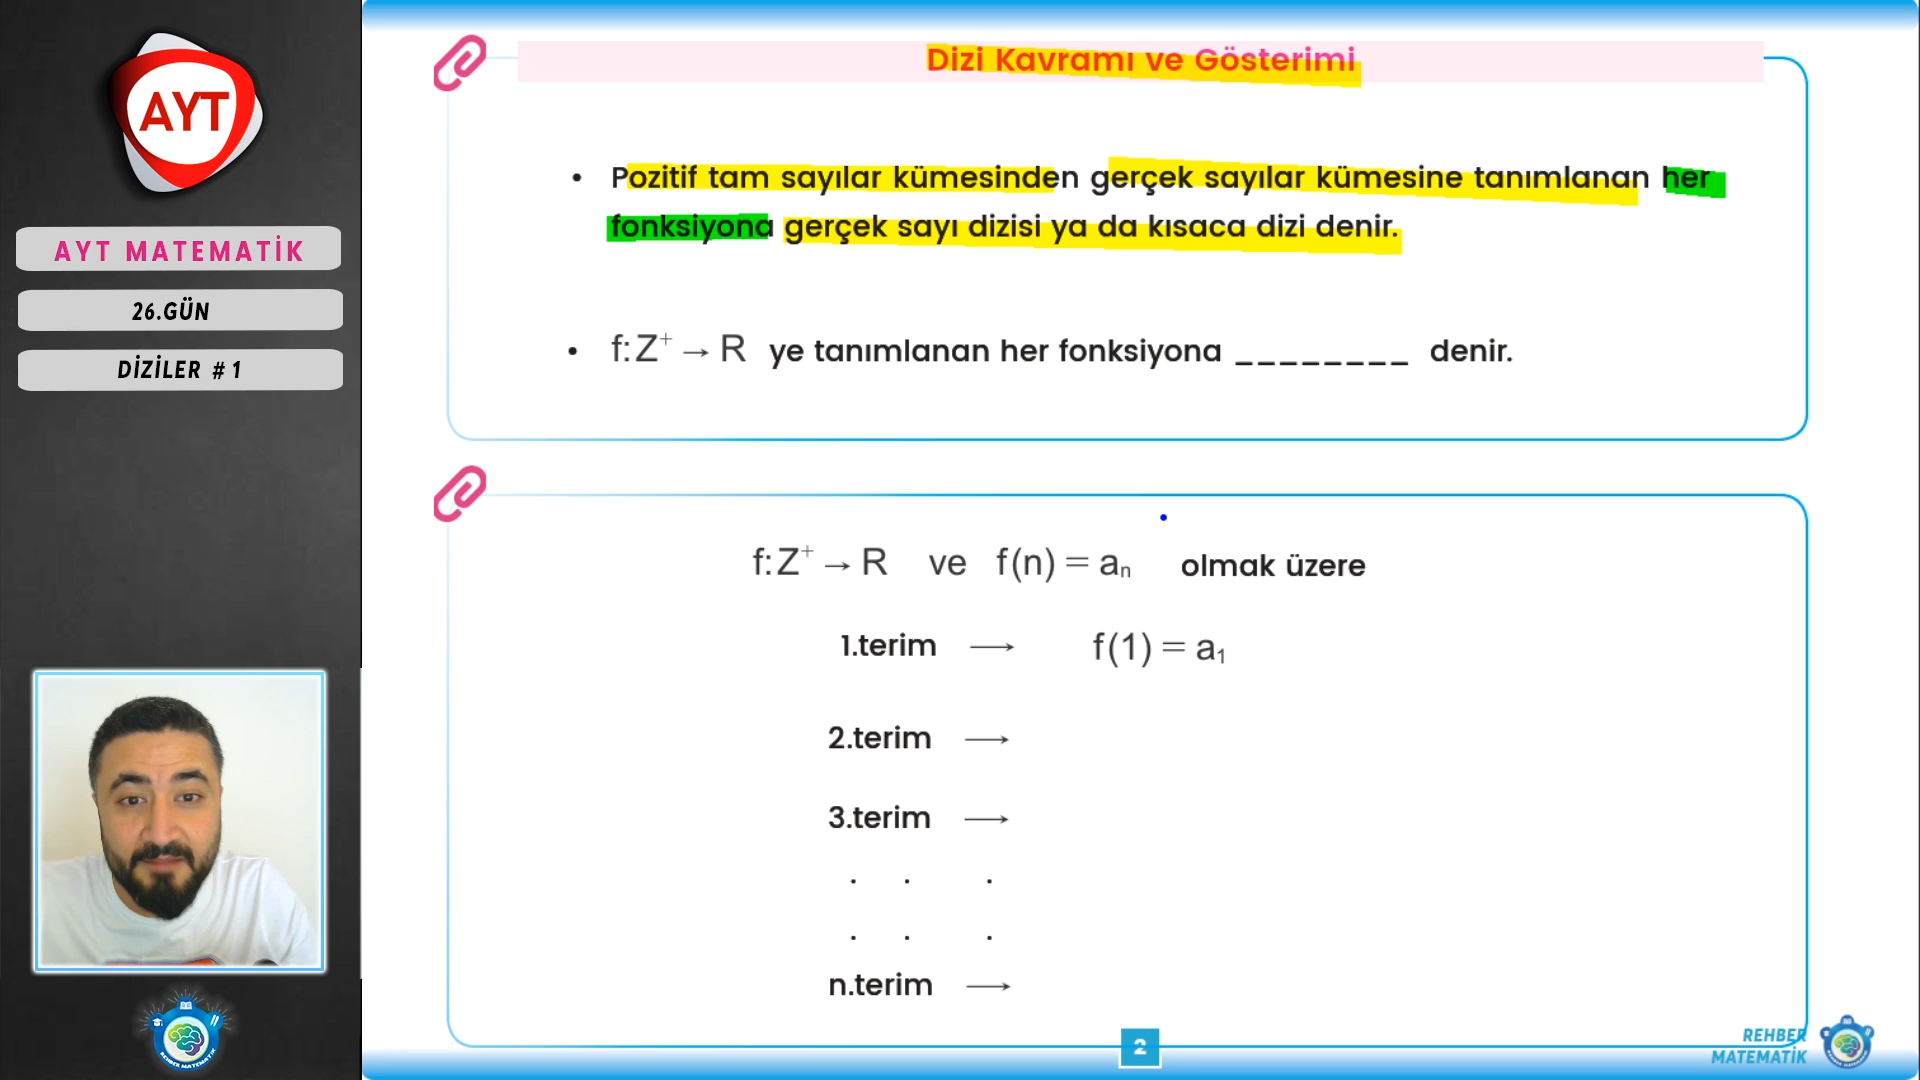 AYT
AYT MATEMATİK
26.GÜN
DİZİLER # 1
Dizi Kavramı ve Gösterimi
• Pozitif tam sayılar kümesinden gerçek sayılar kümesine tanımlanan her
fonksiyona gerçek sayı dizisi ya da kısaca dizi denir.
• f: Z⁺ → R ye tanımlanan her fonksiyona ________ denir.
f: Z⁺ → R ve f(n) = aₙ olmak üzere
1.terim → f(1) = a₁
2.terim →
3.terim →
. . .
. . .
n.terim →
2
REHBER
MATEMATİK
REHBER MATEMATİK